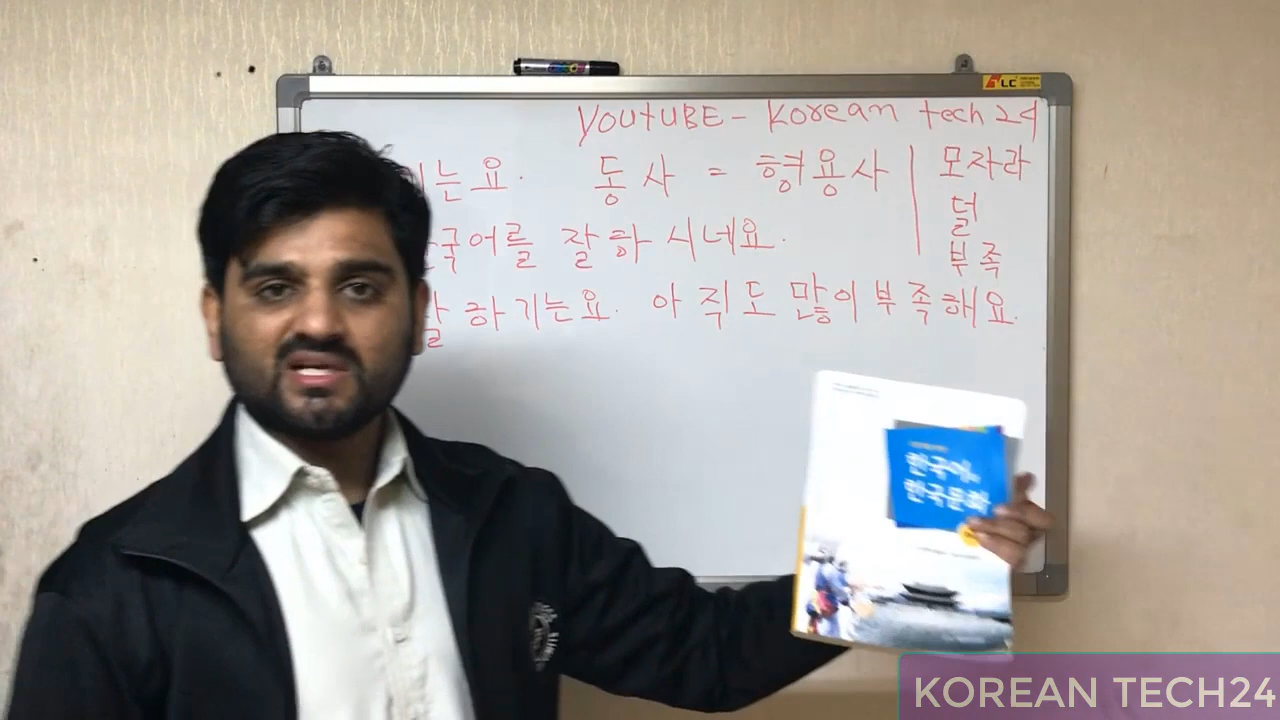 YOUTUBE - Korean tech 24
는요. 동사 = 형용사 모자라
덜
국어를 잘하시네요. 부족
하기는요. 아직도 많이 부족해요.
LC
한국어와
한국문화
KOREAN TECH24